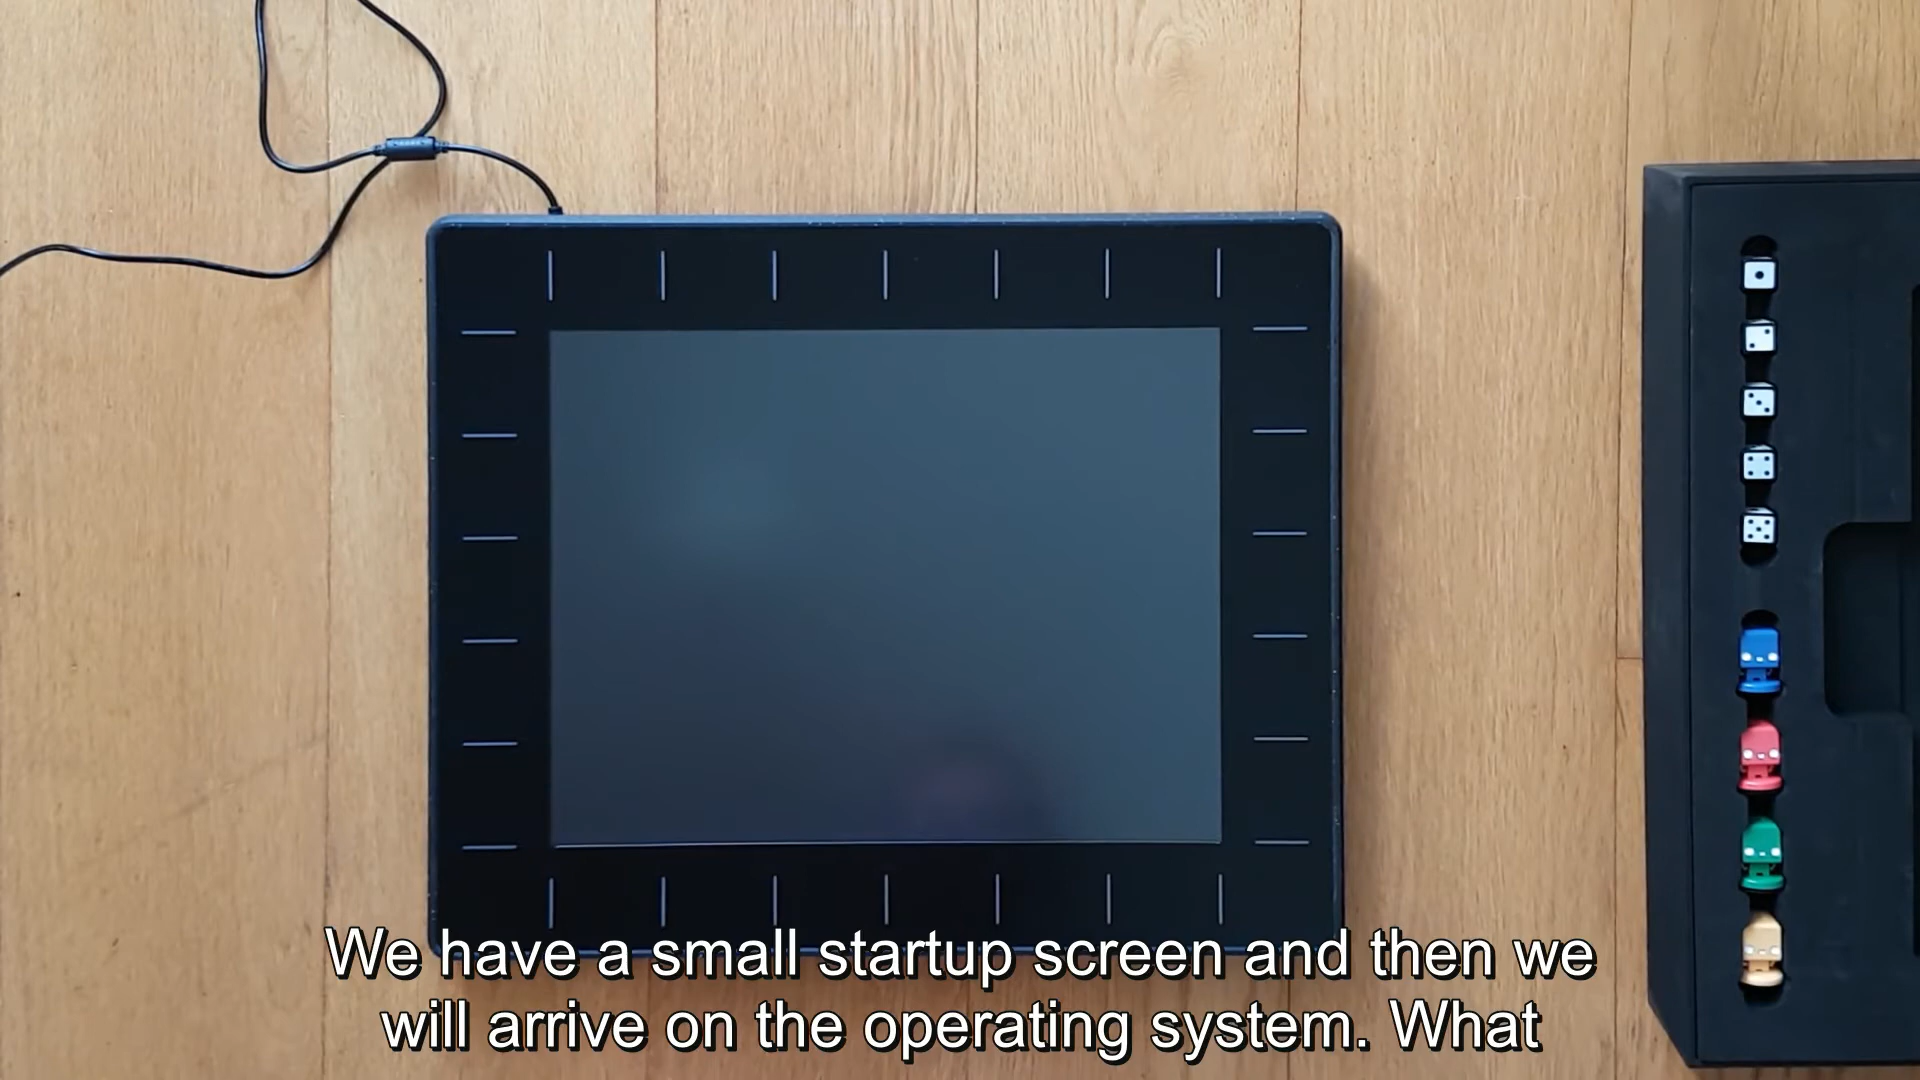 We have a small startup screen and then we
will arrive on the operating system. What